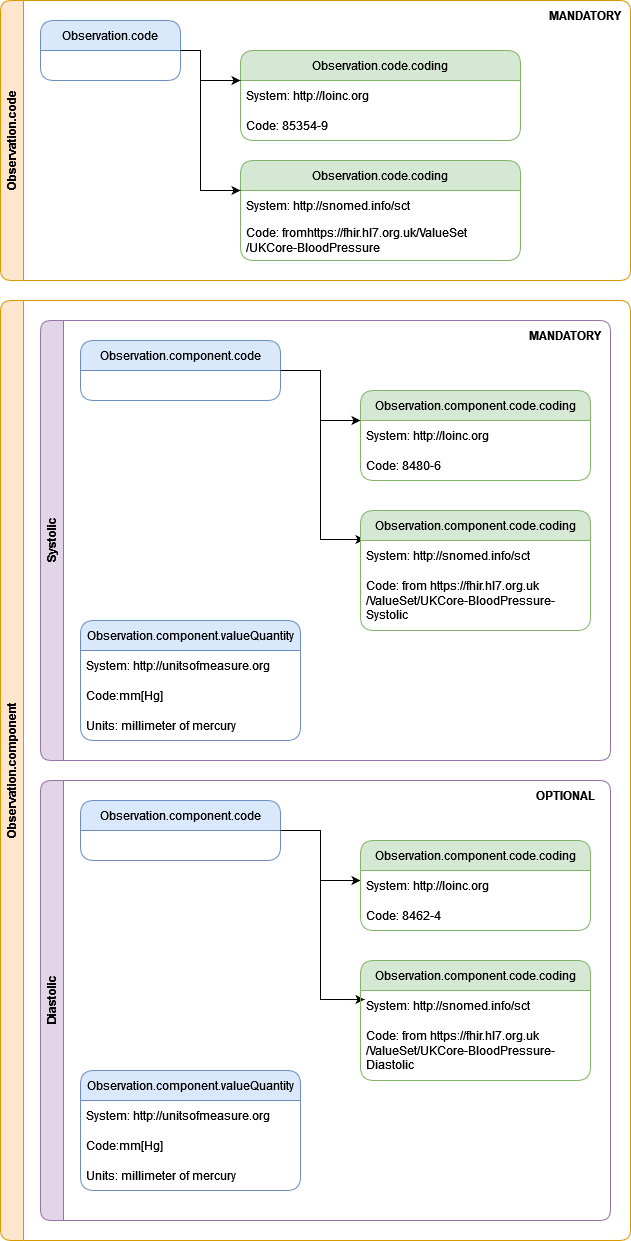 MANDATORY
Observation.code
Observation.code
Observation.code.coding
System: http://loinc.org
Code: 85354-9
Observation.code.coding
System: http://snomed.info/sct
Code: fromhttps://fhir.hl7.org.uk/ValueSet
/UKCore-BloodPressure
Observation.component
Systolic
MANDATORY
Observation.component.code
Observation.component.code.coding
System: http://loinc.org
Code: 8480-6
Observation.component.code.coding
System: http://snomed.info/sct
Code: from https://fhir.hl7.org.uk
/ValueSet/UKCore-BloodPressure-
Systolic
Observation.component.valueQuantity
System: http://unitsofmeasure.org
Code:mm[Hg]
Units: millimeter of mercury
Diastolic
OPTIONAL
Observation.component.code
Observation.component.code.coding
System: http://loinc.org
Code: 8462-4
Observation.component.code.coding
System: http://snomed.info/sct
Code: from https://fhir.hl7.org.uk
/ValueSet/UKCore-BloodPressure-
Diastolic
Observation.component.valueQuantity
System: http://unitsofmeasure.org
Code:mm[Hg]
Units: millimeter of mercury